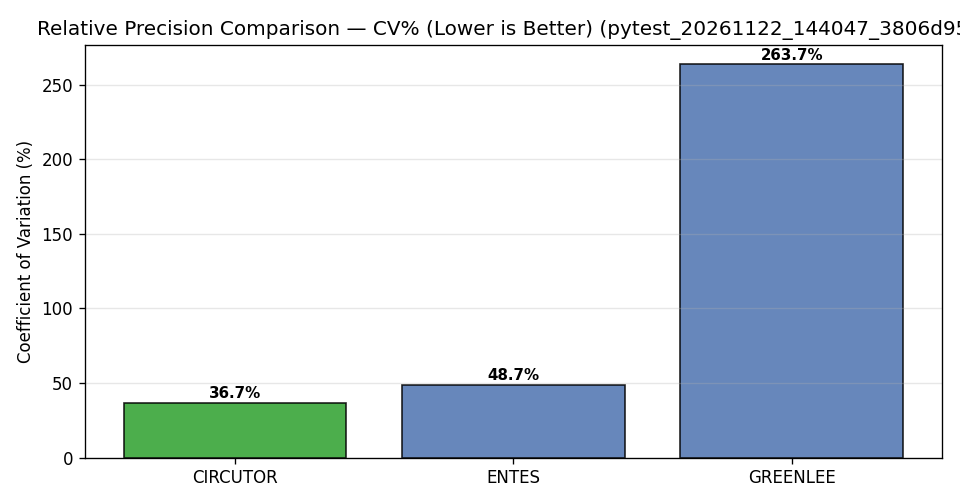 Relative Precision Comparison — CV% (Lower is Better) (pytest_20261122_144047_3806d95
263.7%
250
200
150
100
50
0
Coefficient of Variation (%)
36.7%
48.7%
CIRCUTOR
ENTES
GREENLEE